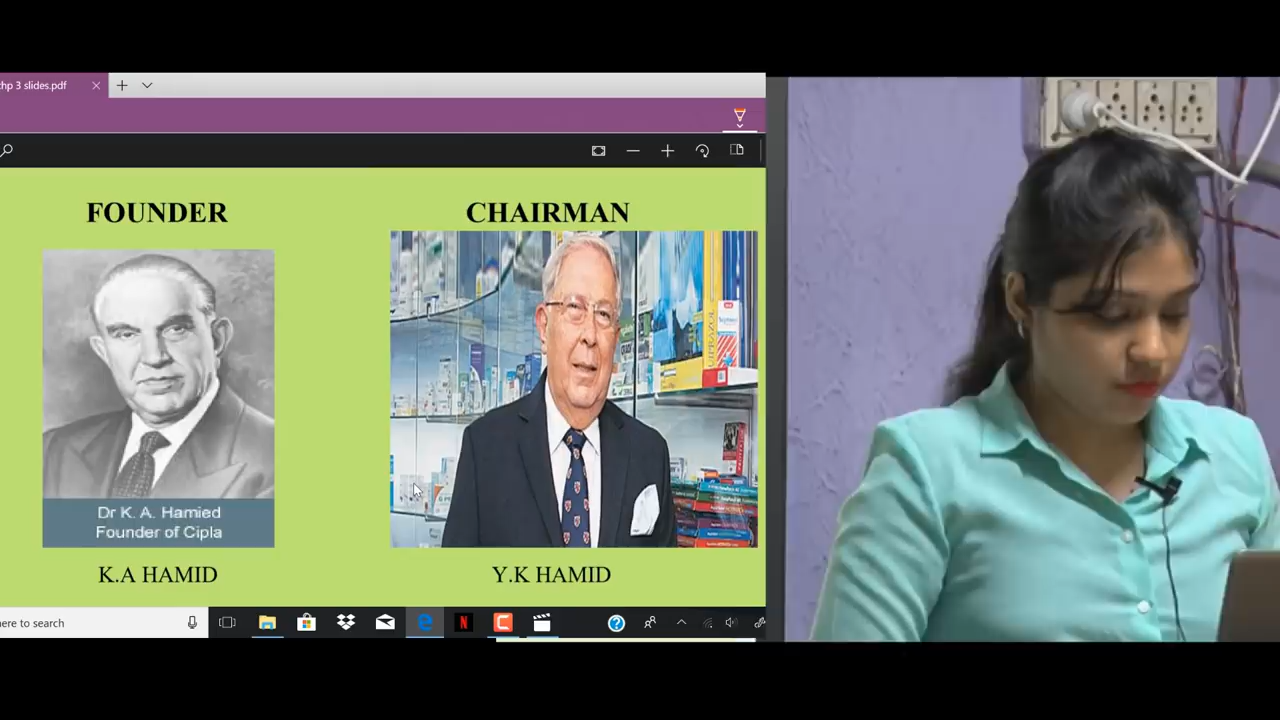 chp 3 slides.pdf
FOUNDER
CHAIRMAN
Dr K. A. Hamied
Founder of Cipla
K.A HAMID
Y.K HAMID
here to search